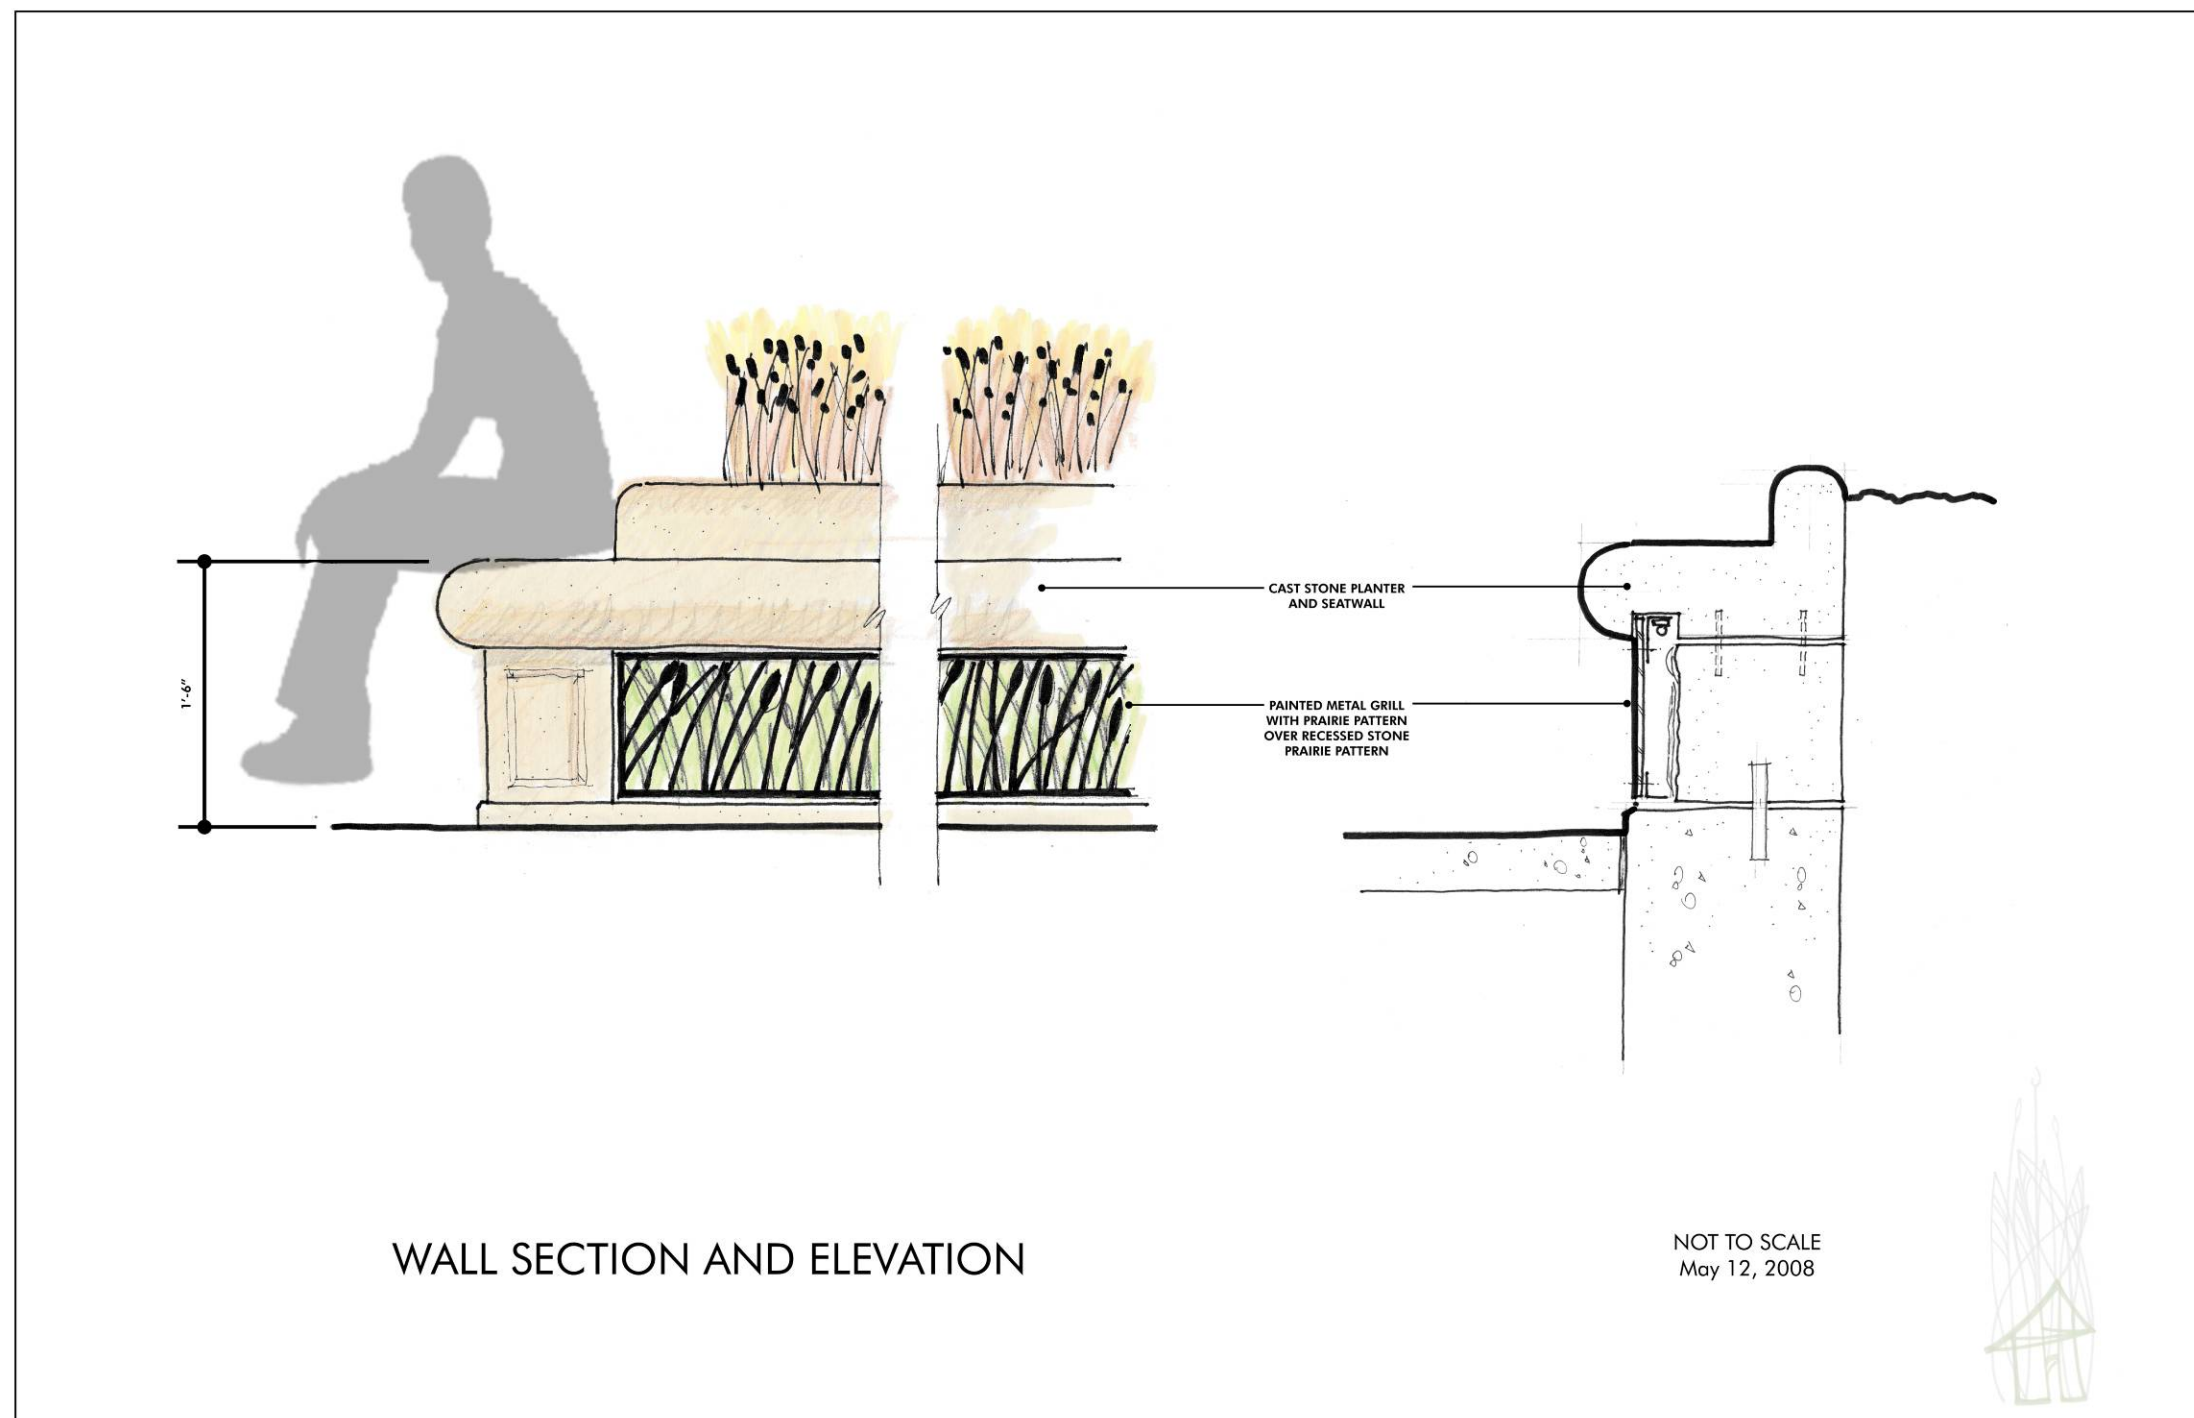 CAST STONE PLANTER
AND SEATWALL
1'-6"
PAINTED METAL GRILL
WITH PRAIRIE PATTERN
OVER RECESSED STONE
PRAIRIE PATTERN
WALL SECTION AND ELEVATION
NOT TO SCALE
May 12, 2008